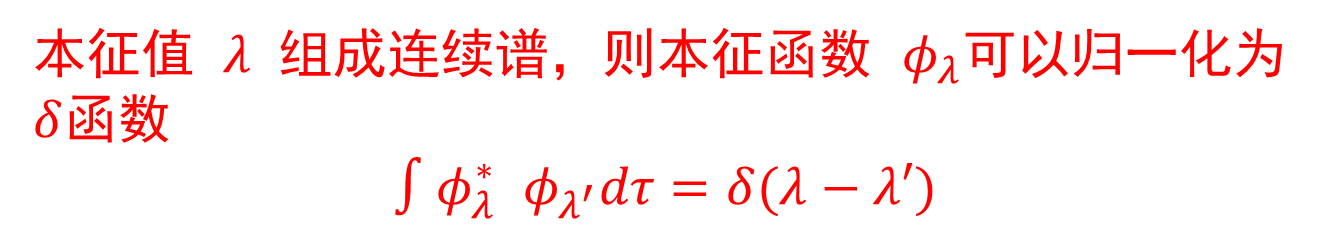 本征值 λ 组成连续谱，则本征函数 ϕ_λ可以归一化为
δ函数
∫ ϕ_λ^* ϕ_λ′ dτ = δ(λ − λ′)